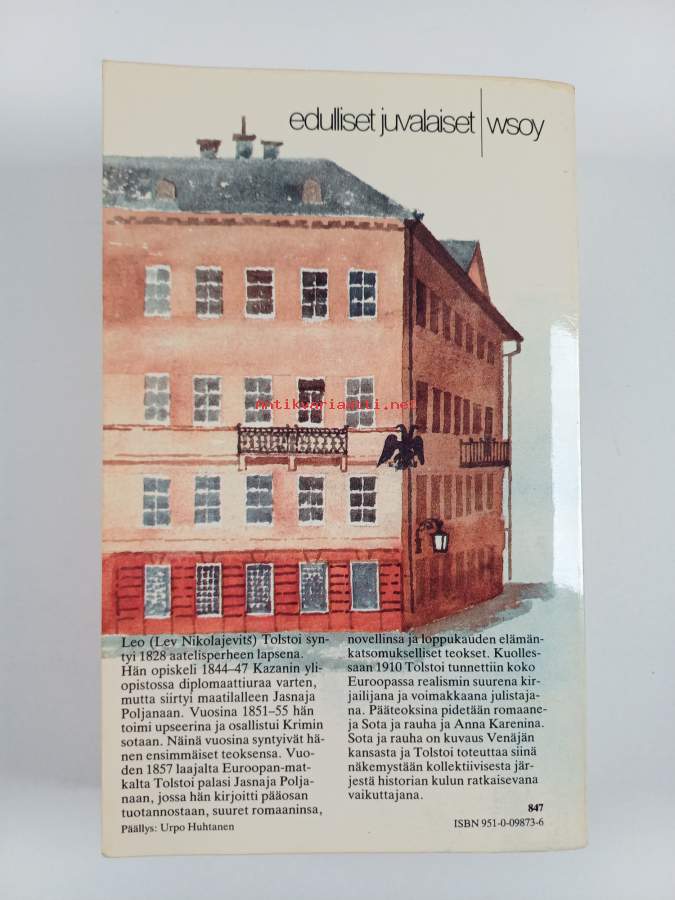 edulliset juvalaiset | wsoy
antikvariaatti.net
Leo (Lev Nikolajevitš) Tolstoi syn-
tyi 1828 aatelisperheen lapsena.
Hän opiskeli 1844–47 Kazanin yli-
opistossa diplomaattiuraa varten,
mutta siirtyi maatilalleen Jasnaja
Poljanaan. Vuosina 1851–55 hän
toimi upseerina ja osallistui Krimin
sotaan. Näinä vuosina syntyivät hä-
nen ensimmäiset teoksensa. Vuo-
den 1857 laajalta Euroopan-mat-
kalta Tolstoi palasi Jasnaja Polja-
naan, jossa hän kirjoitti pääosan
tuotannostaan, suuret romaaninsa,
Päällys: Urpo Huhtanen
novellinsa ja loppukauden elämän-
katsomukselliset teokset. Kuolles-
saan 1910 Tolstoi tunnettiin koko
Euroopassa realismin suurena kir-
jailijana ja voimakkaana julistaja-
na. Pääteoksina pidetään romaane-
ja Sota ja rauha ja Anna Karenina.
Sota ja rauha on kuvaus Venäjän
kansasta ja Tolstoi toteuttaa siinä
näkemystään kollektiivisesta jär-
jestä historian kulun ratkaisevana
vaikuttajana.
847
ISBN 951-0-09873-6